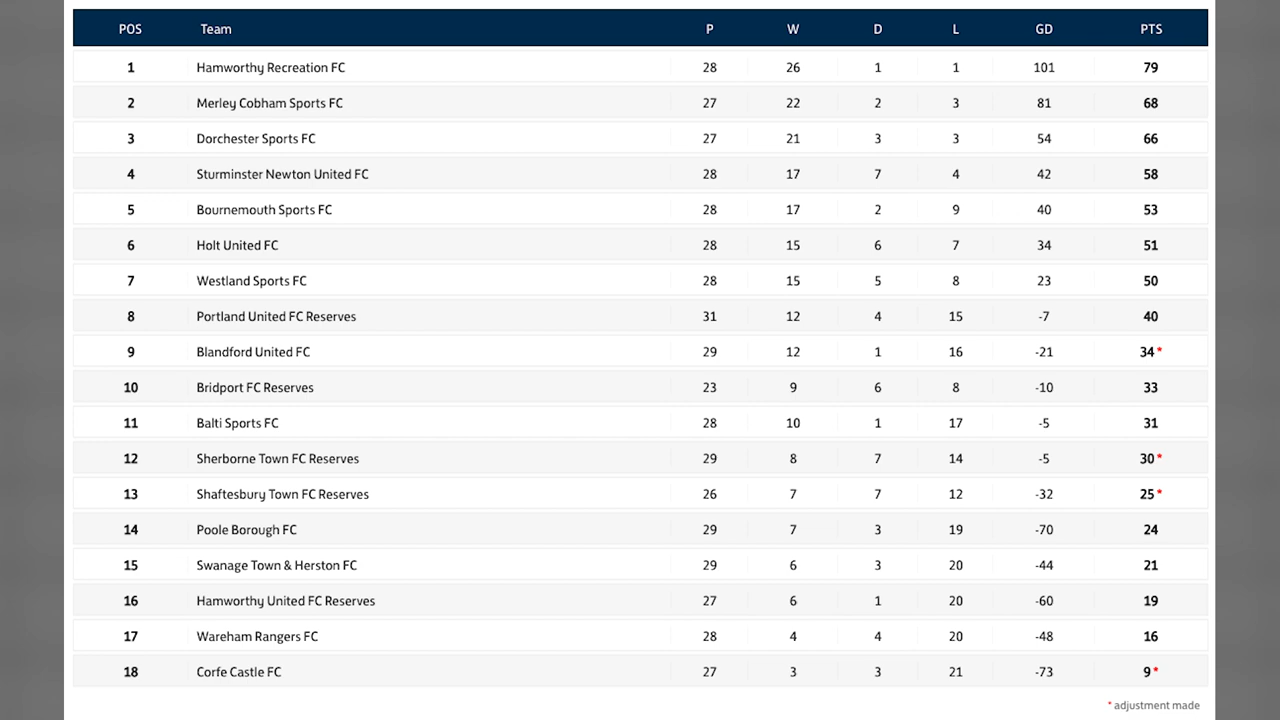 POS Team P W D L GD PTS
1 Hamworthy Recreation FC 28 26 1 1 101 79
2 Merley Cobham Sports FC 27 22 2 3 81 68
3 Dorchester Sports FC 27 21 3 3 54 66
4 Sturminster Newton United FC 28 17 7 4 42 58
5 Bournemouth Sports FC 28 17 2 9 40 53
6 Holt United FC 28 15 6 7 34 51
7 Westland Sports FC 28 15 5 8 23 50
8 Portland United FC Reserves 31 12 4 15 -7 40
9 Blandford United FC 29 12 1 16 -21 34 *
10 Bridport FC Reserves 23 9 6 8 -10 33
11 Balti Sports FC 28 10 1 17 -5 31
12 Sherborne Town FC Reserves 29 8 7 14 -5 30 *
13 Shaftesbury Town FC Reserves 26 7 7 12 -32 25 *
14 Poole Borough FC 29 7 3 19 -70 24
15 Swanage Town & Herston FC 29 6 3 20 -44 21
16 Hamworthy United FC Reserves 27 6 1 20 -60 19
17 Wareham Rangers FC 28 4 4 20 -48 16
18 Corfe Castle FC 27 3 3 21 -73 9 *
* adjustment made